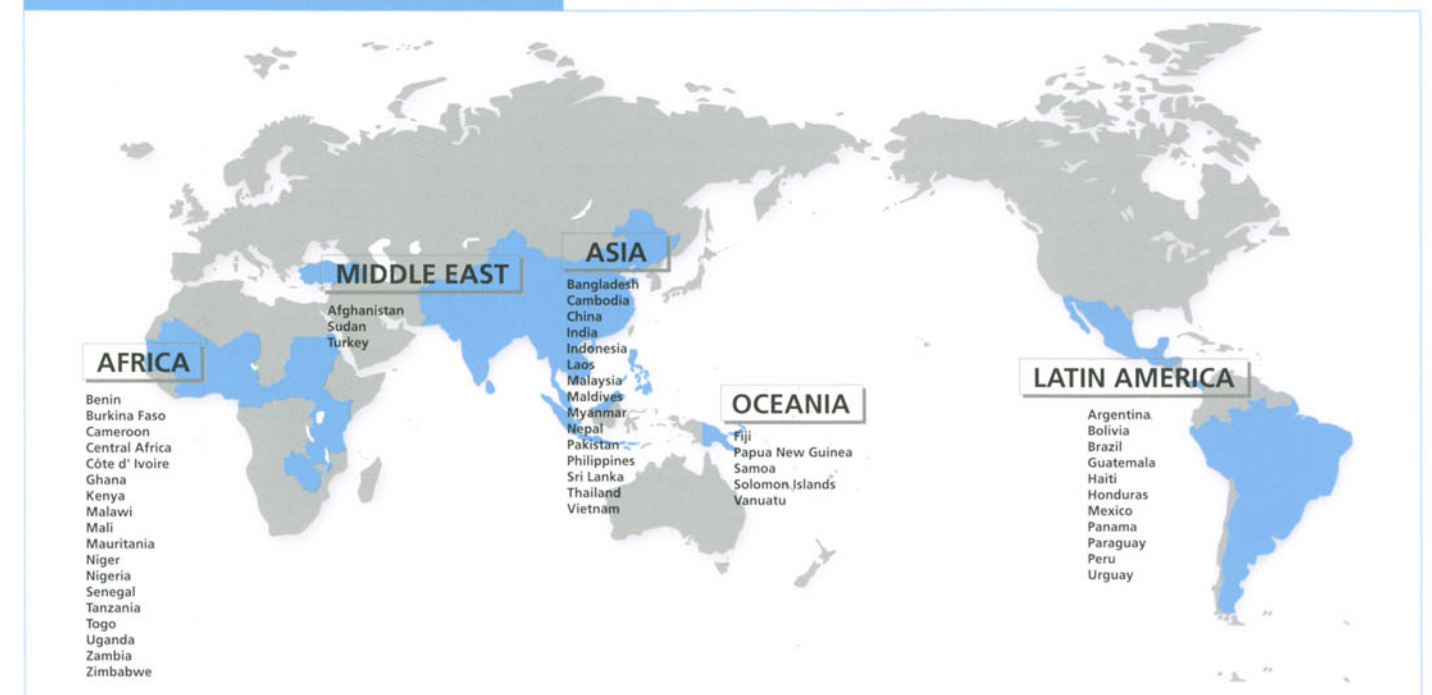 AFRICA
Benin
Burkina Faso
Cameroon
Central Africa
Côte d' Ivoire
Ghana
Kenya
Malawi
Mali
Mauritania
Niger
Nigeria
Senegal
Tanzania
Togo
Uganda
Zambia
Zimbabwe
MIDDLE EAST
Afghanistan
Sudan
Turkey
ASIA
Bangladesh
Cambodia
China
India
Indonesia
Laos
Malaysia
Maldives
Myanmar
Nepal
Pakistan
Philippines
Sri Lanka
Thailand
Vietnam
OCEANIA
Fiji
Papua New Guinea
Samoa
Solomon Islands
Vanuatu
LATIN AMERICA
Argentina
Bolivia
Brazil
Guatemala
Haiti
Honduras
Mexico
Panama
Paraguay
Peru
Urguay